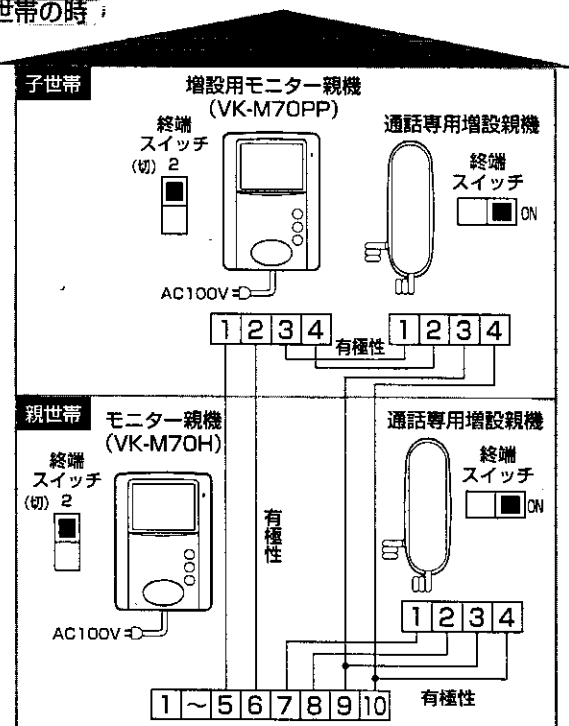 世帯の時
子世帯
増設用モニター親機
(VK-M70PP)
終端
スイッチ
(切) 2
通話専用増設親機
終端
スイッチ
ON
AC100V
1 2 3 4
有極性
1 2 3 4
親世帯
モニター親機
(VK-M70H)
終端
スイッチ
(切) 2
有極性
通話専用増設親機
終端
スイッチ
ON
AC100V
1 2 3 4
1 ~ 5 6 7 8 9 10
有極性